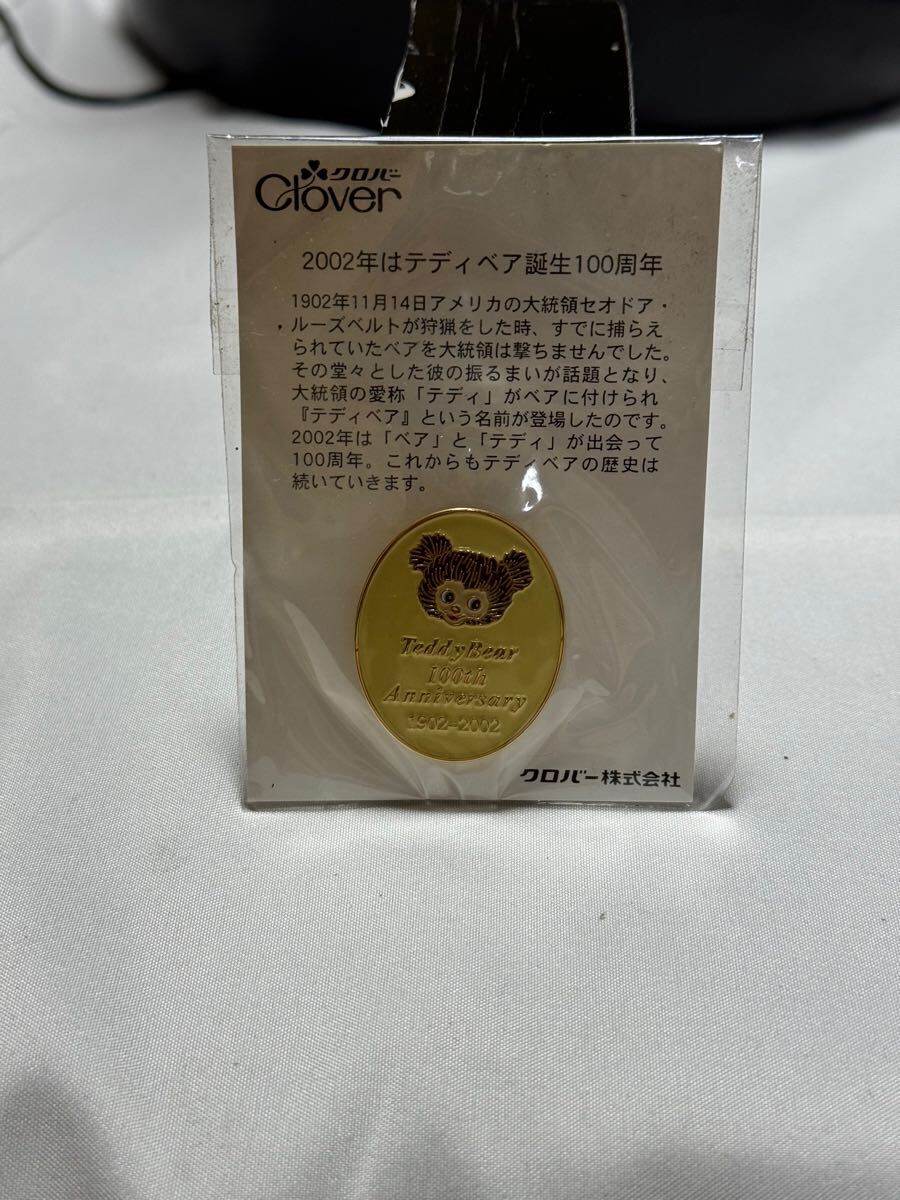 クロバー
Clover
2002年はテディベア誕生100周年
1902年11月14日アメリカの大統領セオドア・
ルーズベルトが狩猟をした時、すでに捕らえ
られていたベアを大統領は撃ちませんでした。
その堂々とした彼の振るまいが話題となり、
大統領の愛称「テディ」がベアに付けられ
『テディベア』という名前が登場したのです。
2002年は「ベア」と「テディ」が出会って
100周年。これからもテディベアの歴史は
続いていきます。
Teddy Bear
100th
Anniversary
1902-2002
クロバー株式会社